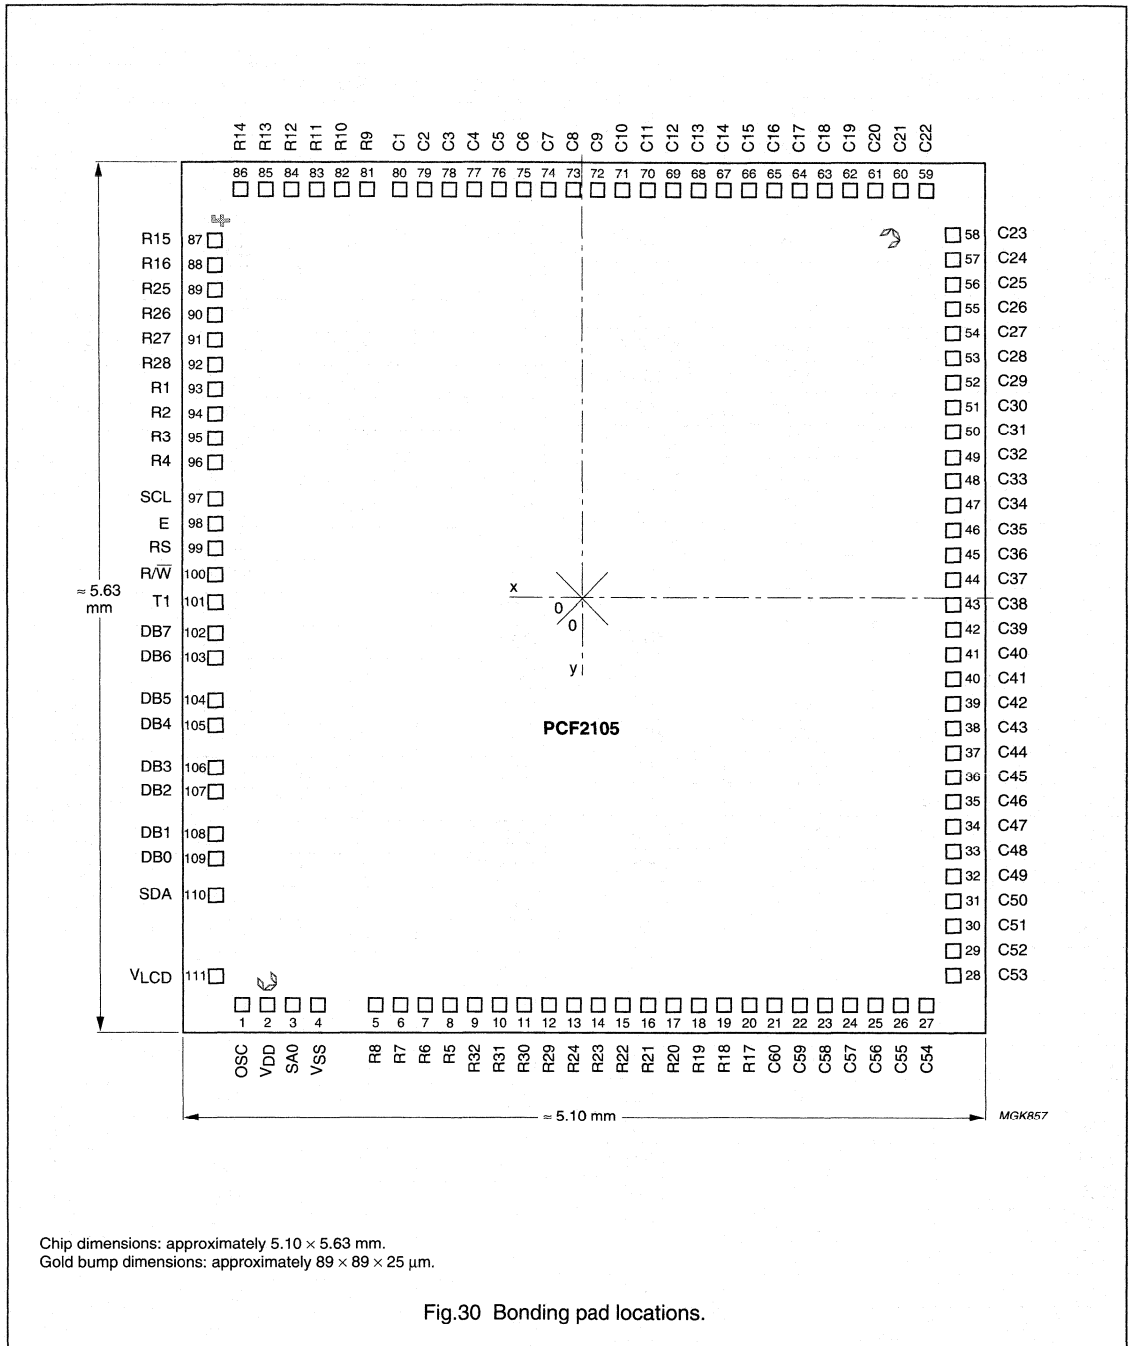 R14 R13 R12 R11 R10 R9 C1 C2 C3 C4 C5 C6 C7 C8 C9 C10 C11 C12 C13 C14 C15 C16 C17 C18 C19 C20 C21 C22
86 85 84 83 82 81 80 79 78 77 76 75 74 73 72 71 70 69 68 67 66 65 64 63 62 61 60 59
R15 87
R16 88
R25 89
R26 90
R27 91
R28 92
R1 93
R2 94
R3 95
R4 96
SCL 97
E 98
RS 99
R/W̅ 100
T1 101
DB7 102
DB6 103
DB5 104
DB4 105
DB3 106
DB2 107
DB1 108
DB0 109
SDA 110
VLCD 111
58 C23
57 C24
56 C25
55 C26
54 C27
53 C28
52 C29
51 C30
50 C31
49 C32
48 C33
47 C34
46 C35
45 C36
44 C37
43 C38
42 C39
41 C40
40 C41
39 C42
38 C43
37 C44
36 C45
35 C46
34 C47
33 C48
32 C49
31 C50
30 C51
29 C52
28 C53
≈ 5.63
mm
x
0
0
y
PCF2105
1 2 3 4 5 6 7 8 9 10 11 12 13 14 15 16 17 18 19 20 21 22 23 24 25 26 27
OSC VDD SA0 VSS R8 R7 R6 R5 R32 R31 R30 R29 R24 R23 R22 R21 R20 R19 R18 R17 C60 C59 C58 C57 C56 C55 C54
≈ 5.10 mm
MGK857
Chip dimensions: approximately 5.10 × 5.63 mm.
Gold bump dimensions: approximately 89 × 89 × 25 µm.
Fig.30 Bonding pad locations.